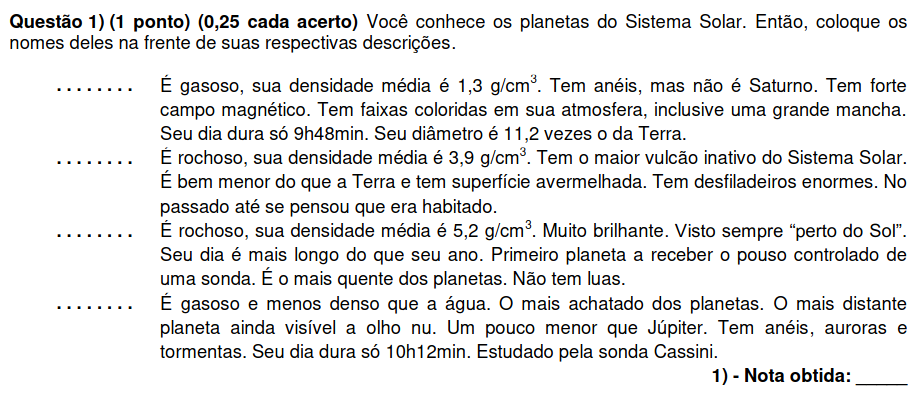 Questão 1) (1 ponto) (0,25 cada acerto) Você conhece os planetas do Sistema Solar. Então, coloque os
nomes deles na frente de suas respectivas descrições.
........ É gasoso, sua densidade média é 1,3 g/cm³. Tem anéis, mas não é Saturno. Tem forte
campo magnético. Tem faixas coloridas em sua atmosfera, inclusive uma grande mancha.
Seu dia dura só 9h48min. Seu diâmetro é 11,2 vezes o da Terra.
........ É rochoso, sua densidade média é 3,9 g/cm³. Tem o maior vulcão inativo do Sistema Solar.
É bem menor do que a Terra e tem superfície avermelhada. Tem desfiladeiros enormes. No
passado até se pensou que era habitado.
........ É rochoso, sua densidade média é 5,2 g/cm³. Muito brilhante. Visto sempre “perto do Sol”.
Seu dia é mais longo do que seu ano. Primeiro planeta a receber o pouso controlado de
uma sonda. É o mais quente dos planetas. Não tem luas.
........ É gasoso e menos denso que a água. O mais achatado dos planetas. O mais distante
planeta ainda visível a olho nu. Um pouco menor que Júpiter. Tem anéis, auroras e
tormentas. Seu dia dura só 10h12min. Estudado pela sonda Cassini.
1) - Nota obtida: _____